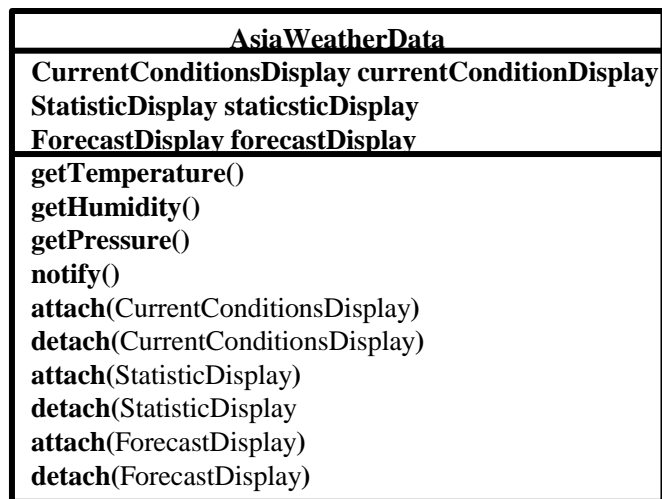 AsiaWeatherData
CurrentConditionsDisplay currentConditionDisplay
StatisticDisplay staticsticDisplay
ForecastDisplay forecastDisplay
getTemperature()
getHumidity()
getPressure()
notify()
attach(CurrentConditionsDisplay)
detach(CurrentConditionsDisplay)
attach(StatisticDisplay)
detach(StatisticDisplay
attach(ForecastDisplay)
detach(ForecastDisplay)